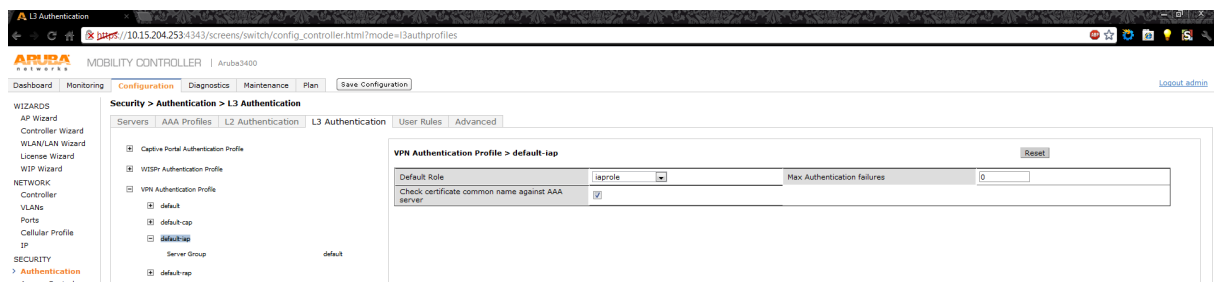 L3 Authentication
https://10.15.204.253:4343/screens/switch/config_controller.html?mode=l3authprofiles
ARUBA networks MOBILITY CONTROLLER | Aruba3400
Dashboard Monitoring Configuration Diagnostics Maintenance Plan Save Configuration Logout admin
WIZARDS
AP Wizard
Controller Wizard
WLAN/LAN Wizard
License Wizard
WIP Wizard
NETWORK
Controller
VLANs
Ports
Cellular Profile
IP
SECURITY
> Authentication
Security > Authentication > L3 Authentication
Servers AAA Profiles L2 Authentication L3 Authentication User Rules Advanced
Captive Portal Authentication Profile
WISPr Authentication Profile
VPN Authentication Profile
default
default-cap
default-iap
Server Group default
default-rap
VPN Authentication Profile > default-iap Reset
Default Role iaprole Max Authentication failures 0
Check certificate common name against AAA
server